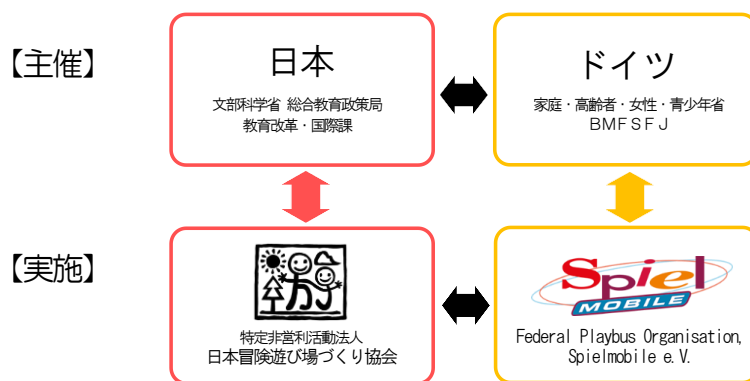 【主催】
日本
文部科学省 総合教育政策局
教育改革・国際課
ドイツ
家庭・高齢者・女性・青少年省
ＢＭＦＳＦＪ
【実施】
特定非営利活動法人
日本冒険遊び場づくり協会
Spiel
MOBILE
Federal Playbus Organisation,
Spielmobile e.V.